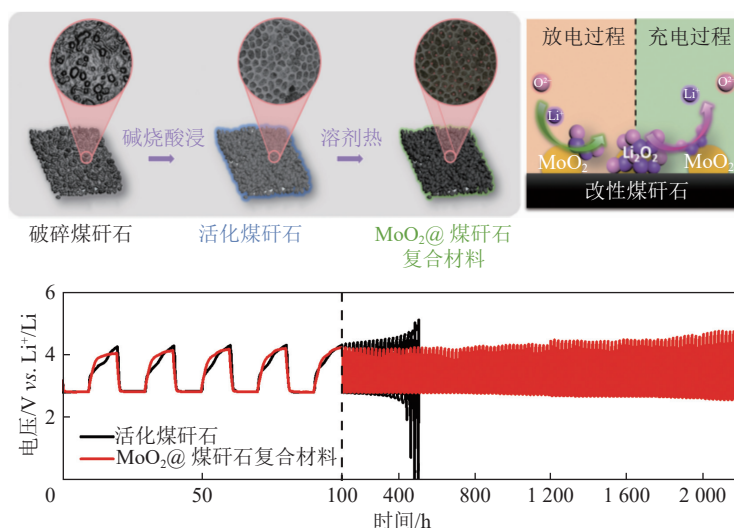 放电过程
充电过程
O²⁻
Li⁺
MoO₂
Li₂O₂
O²⁻
Li⁺
MoO₂
改性煤矸石
碱烧酸浸
溶剂热
破碎煤矸石
活化煤矸石
MoO₂@ 煤矸石
复合材料
电压/V vs. Li⁺/Li
6
4
2
0
活化煤矸石
MoO₂@ 煤矸石复合材料
0
50
100
400
800
1 200
1 600
2 000
时间/h